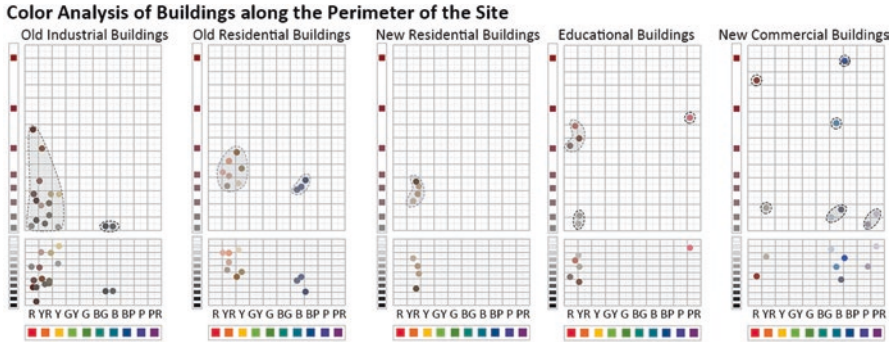 Color Analysis of Buildings along the Perimeter of the Site
Old Industrial Buildings
Old Residential Buildings
New Residential Buildings
Educational Buildings
New Commercial Buildings
R YR Y GY G BG B BP P PR
R YR Y GY G BG B BP P PR
R YR Y GY G BG B BP P PR
R YR Y GY G BG B BP P PR
R YR Y GY G BG B BP P PR